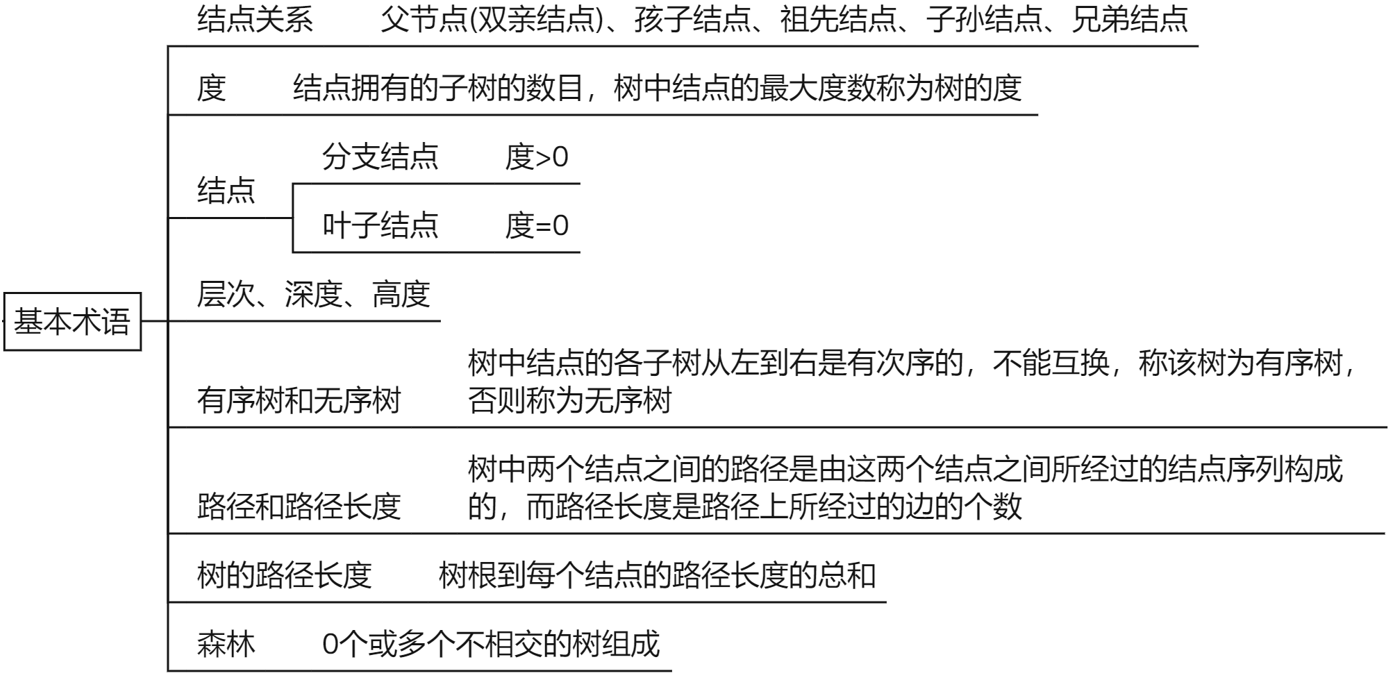 结点关系 父节点(双亲结点)、孩子结点、祖先结点、子孙结点、兄弟结点
度 结点拥有的子树的数目，树中结点的最大度数称为树的度
分支结点 度>0
结点
叶子结点 度=0
层次、深度、高度
基本术语
树中结点的各子树从左到右是有次序的，不能互换，称该树为有序树，
有序树和无序树 否则称为无序树
树中两个结点之间的路径是由这两个结点之间所经过的结点序列构成
路径和路径长度 的，而路径长度是路径上所经过的边的个数
树的路径长度 树根到每个结点的路径长度的总和
森林 0个或多个不相交的树组成